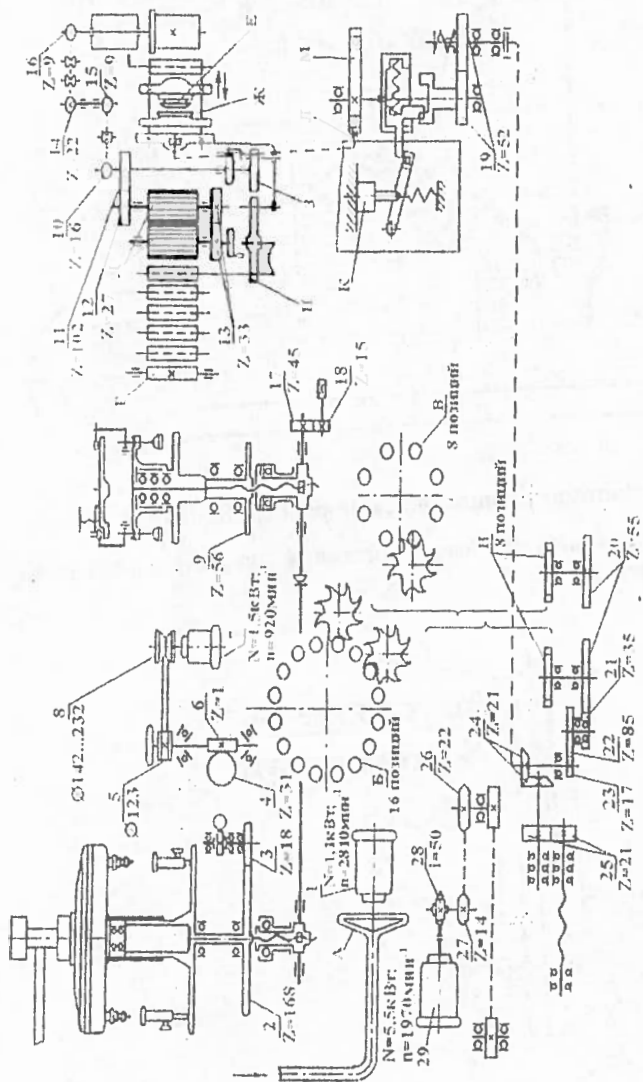 16
Z=9
15
Z=9
14
Z=22
10
Z=16
11
Z=102
12
Z=27
13
Z=33
Г
Е
Ж
З
П
К
Л
М
19
Z=52
17
Z=45
18
Z=15
В
8 позиций
9
Z=56
N=1,5кВт;
n=920мин⁻¹
8
Ø142...232
5
Ø123
6
Z=1
4
Z=31
Б
16 позиций
3
Z=18
2
Z=168
1
N=1,1кВт;
n=2810мин⁻¹
А
N=5,5кВт;
n=1970мин⁻¹
29
28
i=50
27
Z=14
26
Z=22
24
Z=21
25
Z=21
23
Z=17
22
Z=85
21
Z=35
20
Z=55
8 позиций